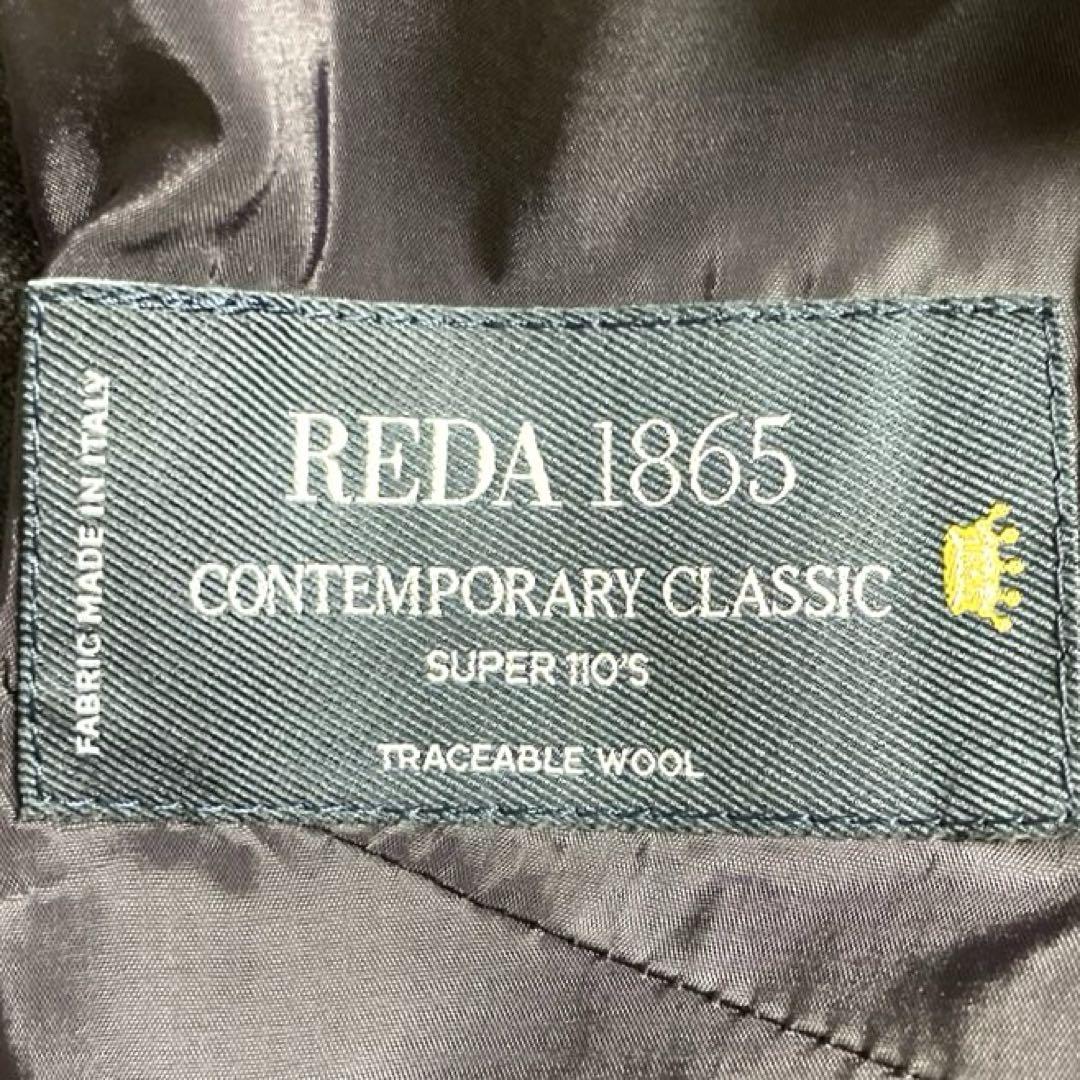 REDA 1865
CONTEMPORARY CLASSIC
SUPER 110'S
TRACEABLE WOOL
FABRIC MADE IN ITALY